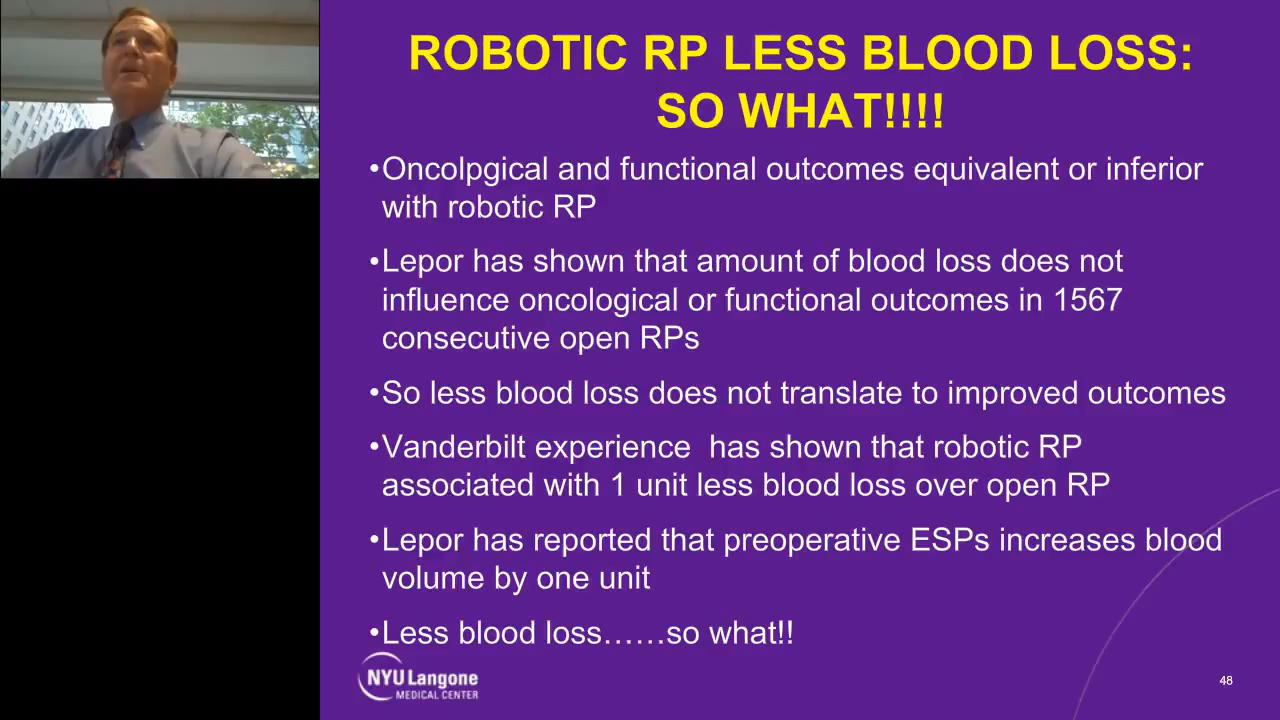 ROBOTIC RP LESS BLOOD LOSS:
SO WHAT!!!!
•Oncolpgical and functional outcomes equivalent or inferior
with robotic RP
•Lepor has shown that amount of blood loss does not
influence oncological or functional outcomes in 1567
consecutive open RPs
•So less blood loss does not translate to improved outcomes
•Vanderbilt experience  has shown that robotic RP
associated with 1 unit less blood loss over open RP
•Lepor has reported that preoperative ESPs increases blood
volume by one unit
•Less blood loss……so what!!
NYU Langone
MEDICAL CENTER
48